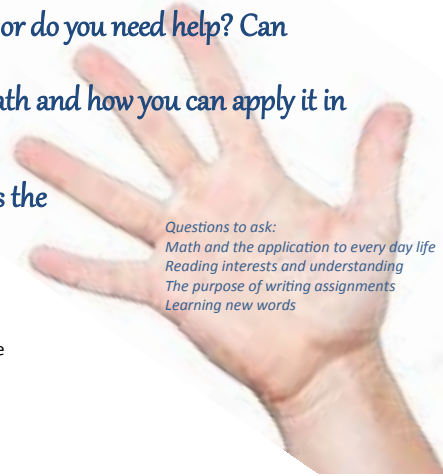 or do you need help? Can
ath and how you can apply it in
s the
Questions to ask:
Math and the application to every day life
Reading interests and understanding
The purpose of writing assignments
Learning new words
e